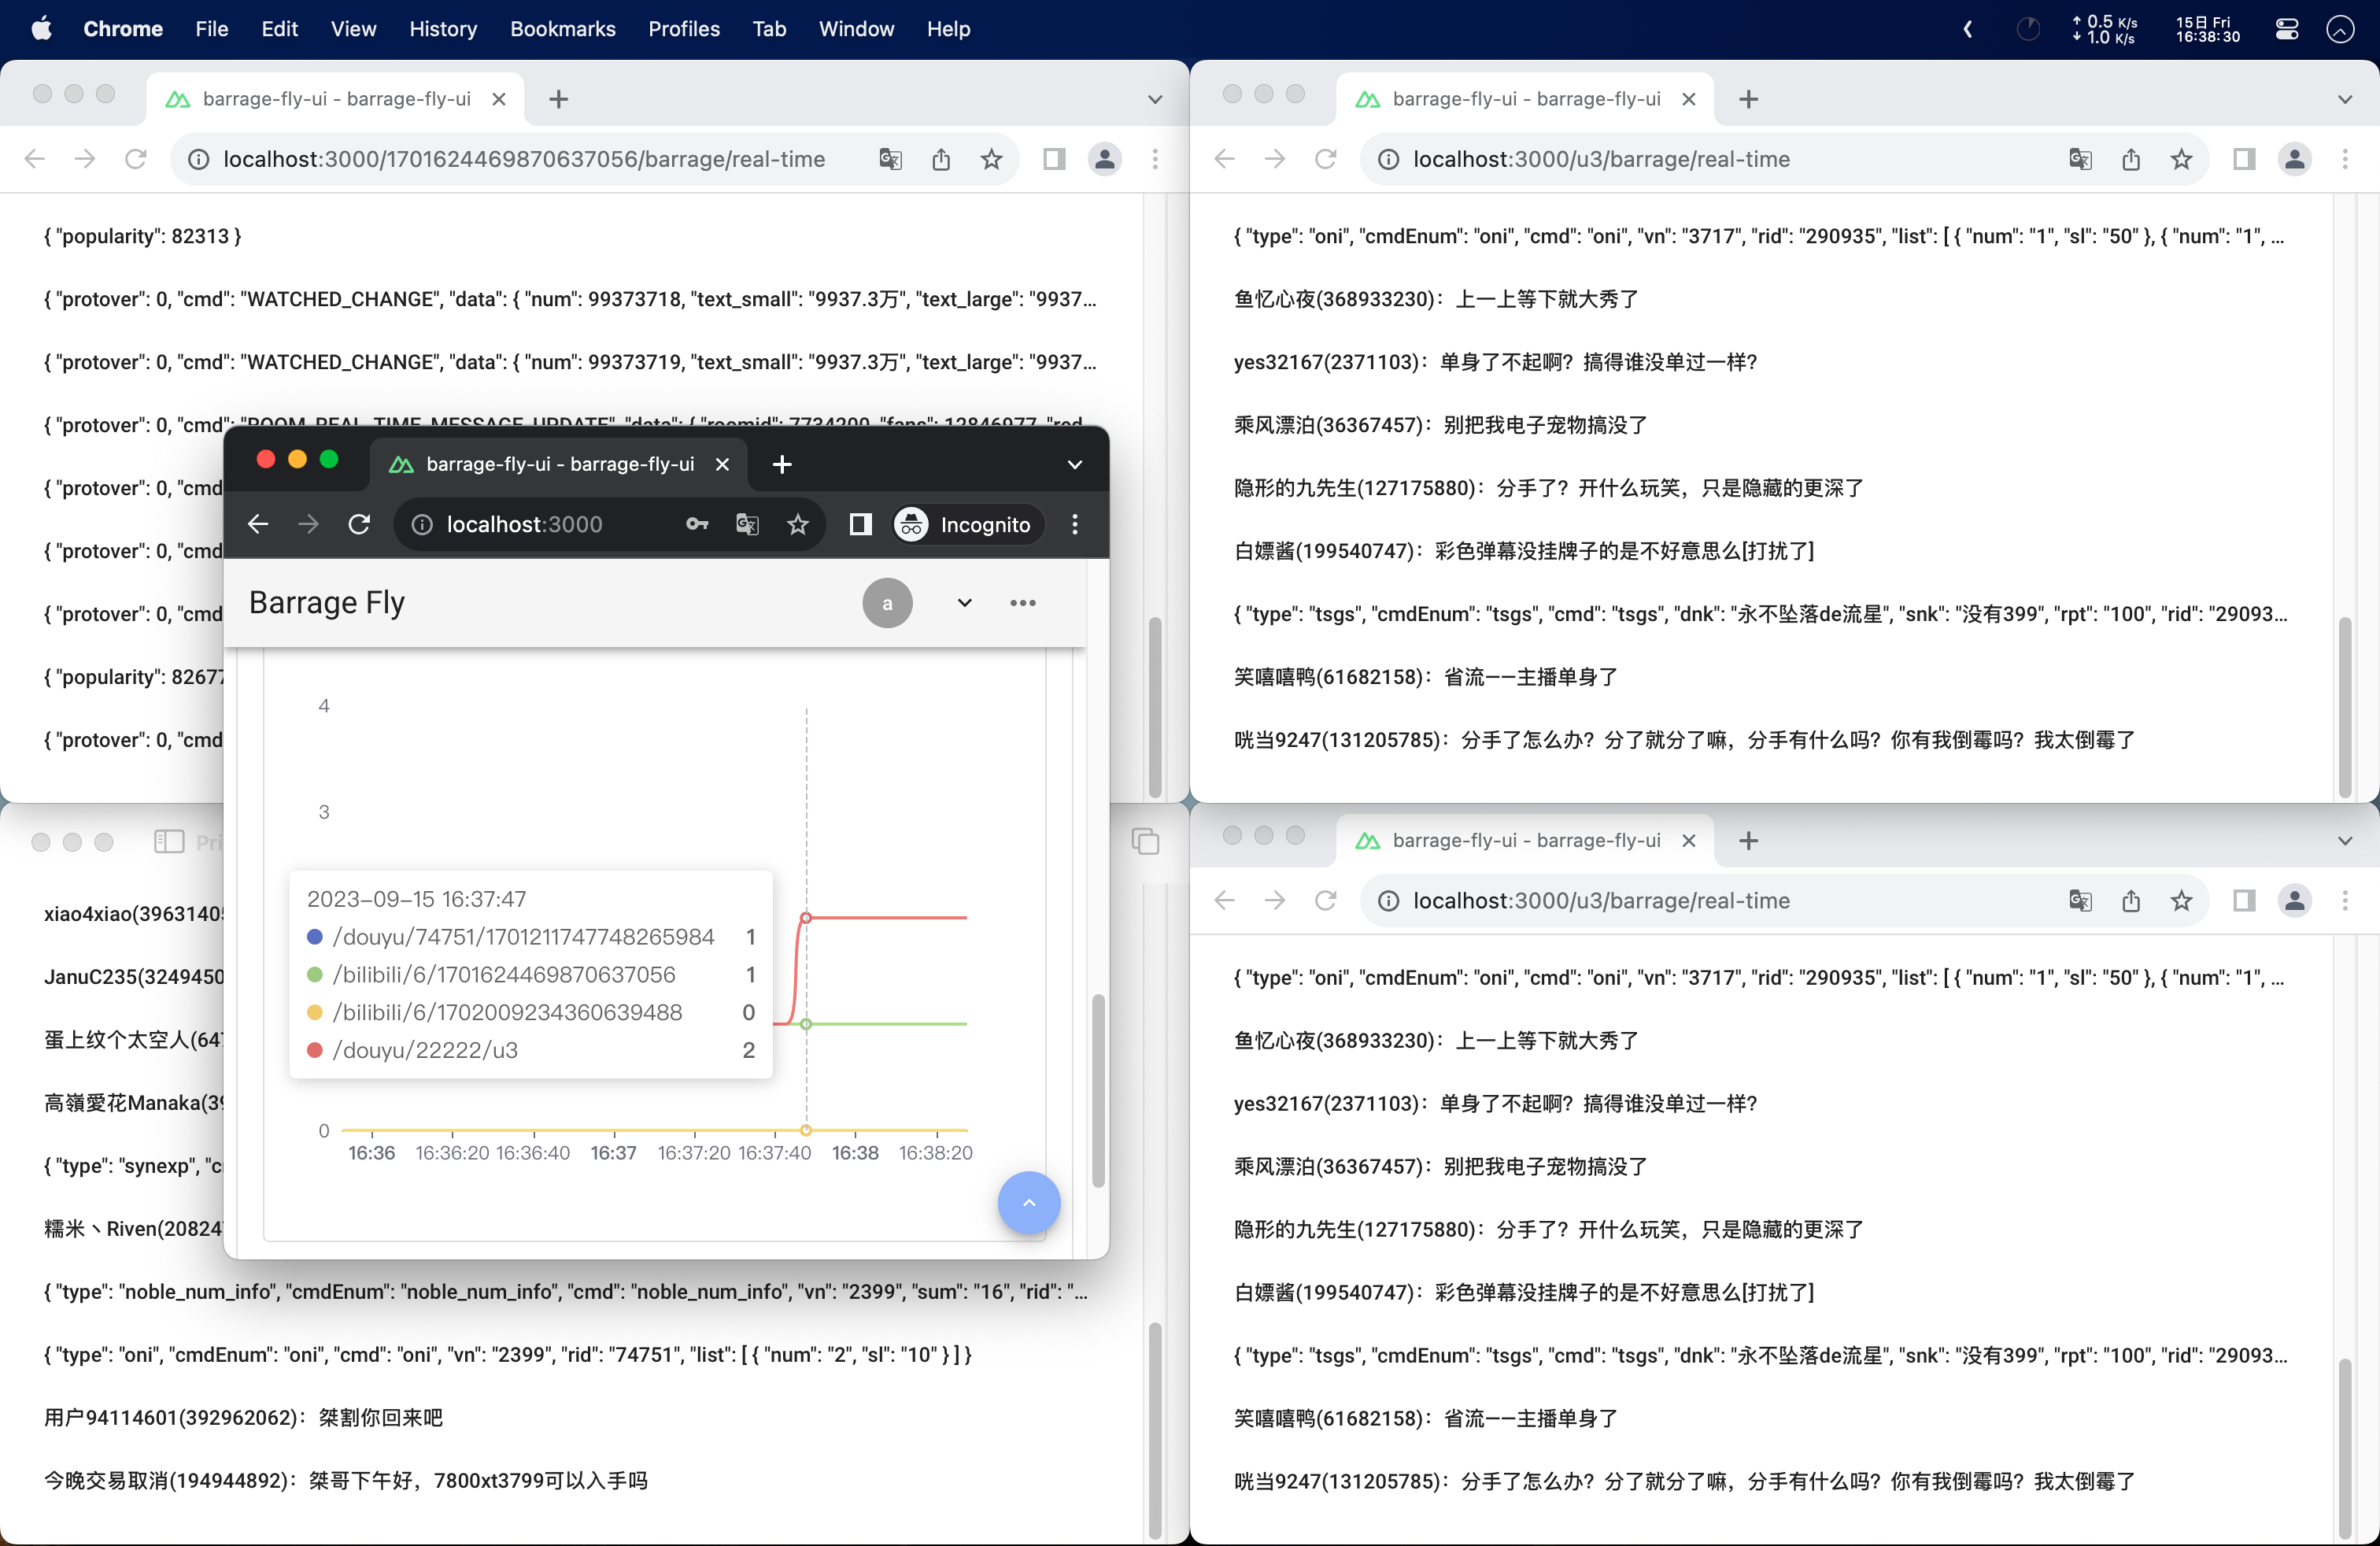 Chrome File Edit View History Bookmarks Profiles Tab Window Help
0.5 K/s
1.0 K/s
15日 Fri
16:38:30
barrage-fly-ui - barrage-fly-ui
localhost:3000/1701624469870637056/barrage/real-time
{ "popularity": 82313 }
{ "protover": 0, "cmd": "WATCHED_CHANGE", "data": { "num": 99373718, "text_small": "9937.3万", "text_large": "9937...
{ "protover": 0, "cmd": "WATCHED_CHANGE", "data": { "num": 99373719, "text_small": "9937.3万", "text_large": "9937...
{ "protover": 0, "cmd": "ROOM_REAL_TIME_MESSAGE_UPDATE", "data": { "roomid": 7734200, "fans": 12846977, "red...
{ "protover": 0, "cmd
{ "protover": 0, "cmd
{ "protover": 0, "cmd
{ "popularity": 82677
{ "protover": 0, "cmd
barrage-fly-ui - barrage-fly-ui
localhost:3000/u3/barrage/real-time
{ "type": "oni", "cmdEnum": "oni", "cmd": "oni", "vn": "3717", "rid": "290935", "list": [ { "num": "1", "sl": "50" }, { "num": "1", ...
鱼忆心夜(368933230)：上一上等下就大秀了
yes32167(2371103)：单身了不起啊？搞得谁没单过一样?
乘风漂泊(36367457)：别把我电子宠物搞没了
隐形的九先生(127175880)：分手了？开什么玩笑，只是隐藏的更深了
白嫖酱(199540747)：彩色弹幕没挂牌子的是不好意思么[打扰了]
{ "type": "tsgs", "cmdEnum": "tsgs", "cmd": "tsgs", "dnk": "永不坠落de流星", "snk": "没有399", "rpt": "100", "rid": "29093...
笑嘻嘻鸭(61682158)：省流——主播单身了
咣当9247(131205785)：分手了怎么办？分了就分了嘛，分手有什么吗？你有我倒霉吗？我太倒霉了
barrage-fly-ui - barrage-fly-ui
localhost:3000
Incognito
Barrage Fly
a
4
3
2023-09-15 16:37:47
/douyu/74751/1701211747748265984 1
/bilibili/6/1701624469870637056 1
/bilibili/6/1702009234360639488 0
/douyu/22222/u3 2
0
16:36 16:36:20 16:36:40 16:37 16:37:20 16:37:40 16:38 16:38:20
Pri
xiao4xiao(39631405
JanuC235(3249450
蛋上纹个太空人(647
高嶺愛花Manaka(39
{ "type": "synexp", "c
糯米丶Riven(20824
{ "type": "noble_num_info", "cmdEnum": "noble_num_info", "cmd": "noble_num_info", "vn": "2399", "sum": "16", "rid": "...
{ "type": "oni", "cmdEnum": "oni", "cmd": "oni", "vn": "2399", "rid": "74751", "list": [ { "num": "2", "sl": "10" } ] }
用户94114601(392962062)：桀割你回来吧
今晚交易取消(194944892)：桀哥下午好，7800xt3799可以入手吗
barrage-fly-ui - barrage-fly-ui
localhost:3000/u3/barrage/real-time
{ "type": "oni", "cmdEnum": "oni", "cmd": "oni", "vn": "3717", "rid": "290935", "list": [ { "num": "1", "sl": "50" }, { "num": "1", ...
鱼忆心夜(368933230)：上一上等下就大秀了
yes32167(2371103)：单身了不起啊？搞得谁没单过一样?
乘风漂泊(36367457)：别把我电子宠物搞没了
隐形的九先生(127175880)：分手了？开什么玩笑，只是隐藏的更深了
白嫖酱(199540747)：彩色弹幕没挂牌子的是不好意思么[打扰了]
{ "type": "tsgs", "cmdEnum": "tsgs", "cmd": "tsgs", "dnk": "永不坠落de流星", "snk": "没有399", "rpt": "100", "rid": "29093...
笑嘻嘻鸭(61682158)：省流——主播单身了
咣当9247(131205785)：分手了怎么办？分了就分了嘛，分手有什么吗？你有我倒霉吗？我太倒霉了